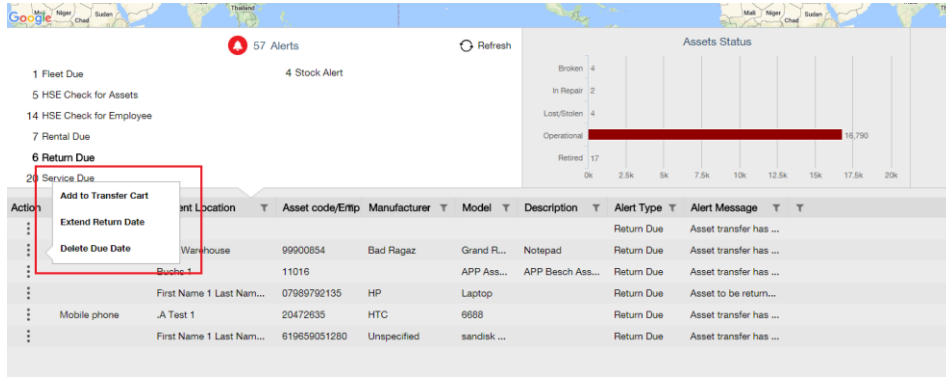 Google
Mali
Niger
Chad
Sudan
Thailand
Mali
Niger
Chad
Sudan
57 Alerts
Refresh
1 Fleet Due
4 Stock Alert
5 HSE Check for Assets
14 HSE Check for Employee
7 Rental Due
6 Return Due
20 Service Due
Assets Status
Broken 4
In Repair 2
Lost/Stolen 4
Operational 16,790
Retired 17
0k 2.5k 5k 7.5k 10k 12.5k 15k 17.5k 20k
Add to Transfer Cart
Extend Return Date
Delete Due Date
Action ent Location Asset code/Emp Manufacturer Model Description Alert Type Alert Message
Return Due Asset transfer has ...
Warehouse 99900854 Bad Ragaz Grand R... Notepad Return Due Asset transfer has ...
Buchs 1 11016 APP Ass... APP Besch Ass... Return Due Asset transfer has ...
First Name 1 Last Nam... 07989792135 HP Laptop Return Due Asset to be return...
Mobile phone .A Test 1 20472635 HTC 6688 Return Due Asset transfer has ...
First Name 1 Last Nam... 619659051280 Unspecified sandisk ... Return Due Asset transfer has ...